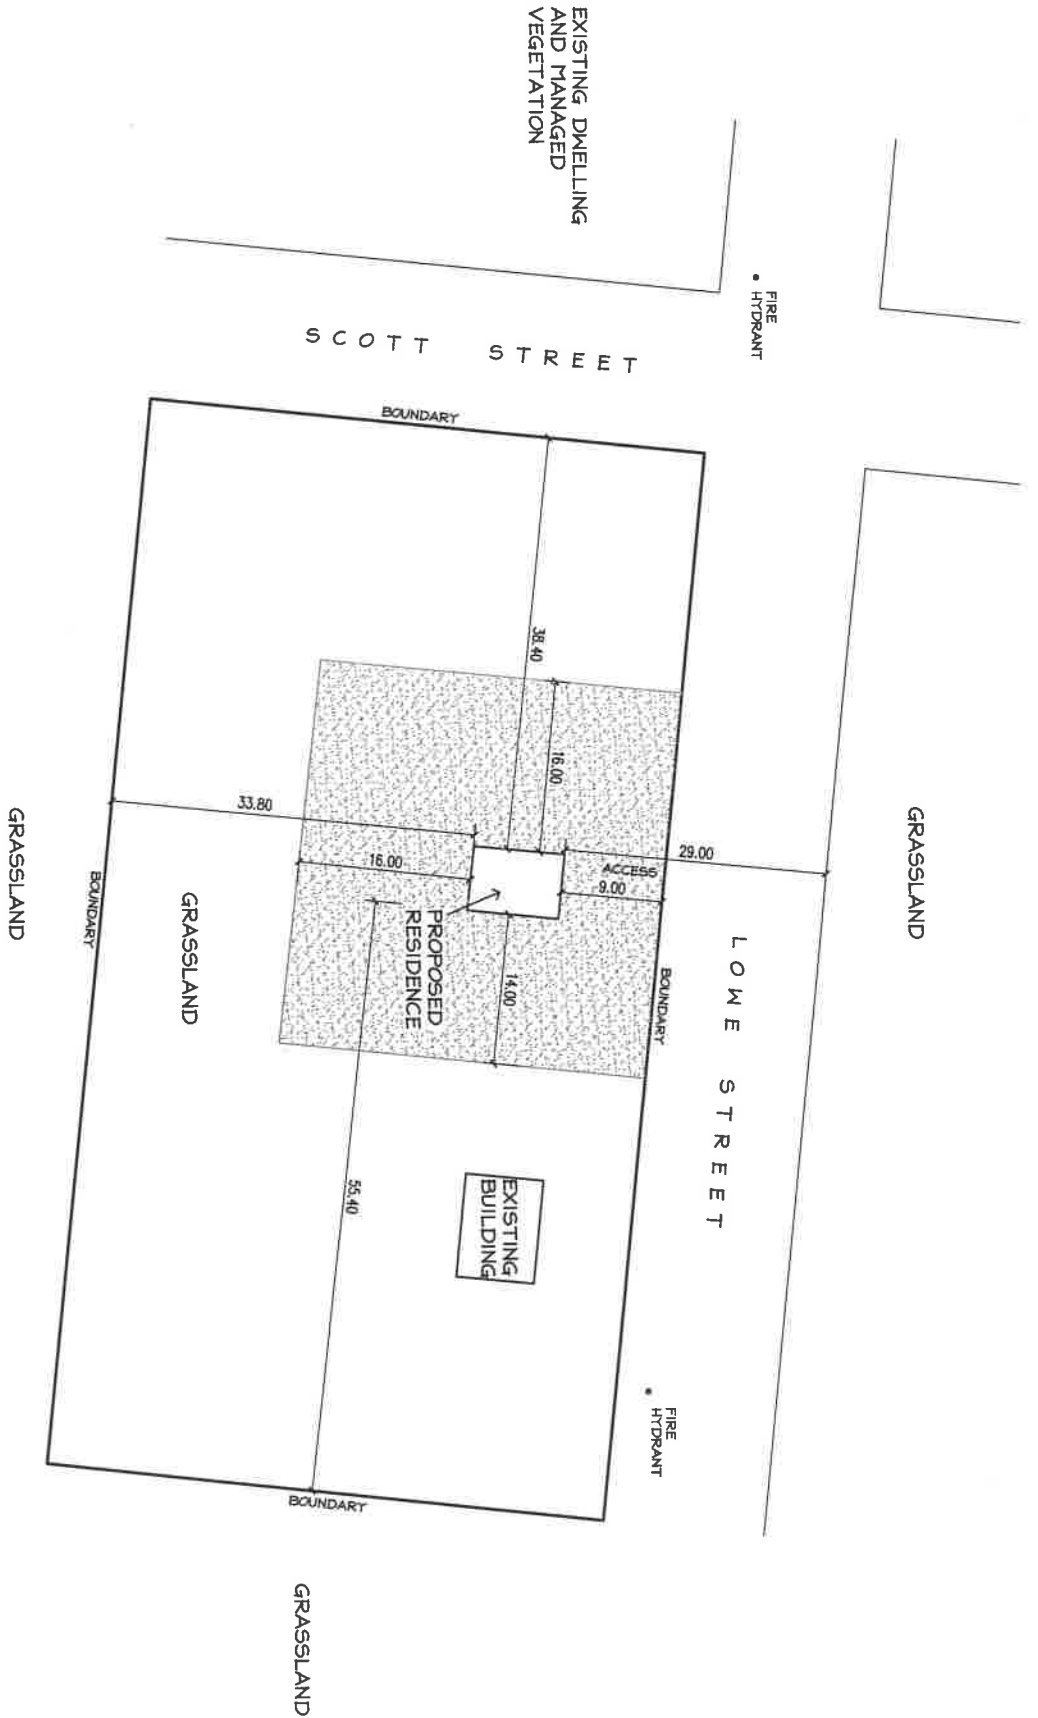 EXISTING DWELLING
AND MANAGED
VEGETATION
FIRE
HYDRANT
SCOTT STREET
BOUNDARY
38.40
16.00
33.80
16.00
29.00
ACCESS
9.00
GRASSLAND
GRASSLAND
BOUNDARY
GRASSLAND
PROPOSED
RESIDENCE
14.00
BOUNDARY
LOWE STREET
55.40
EXISTING
BUILDING
FIRE
HYDRANT
BOUNDARY
GRASSLAND